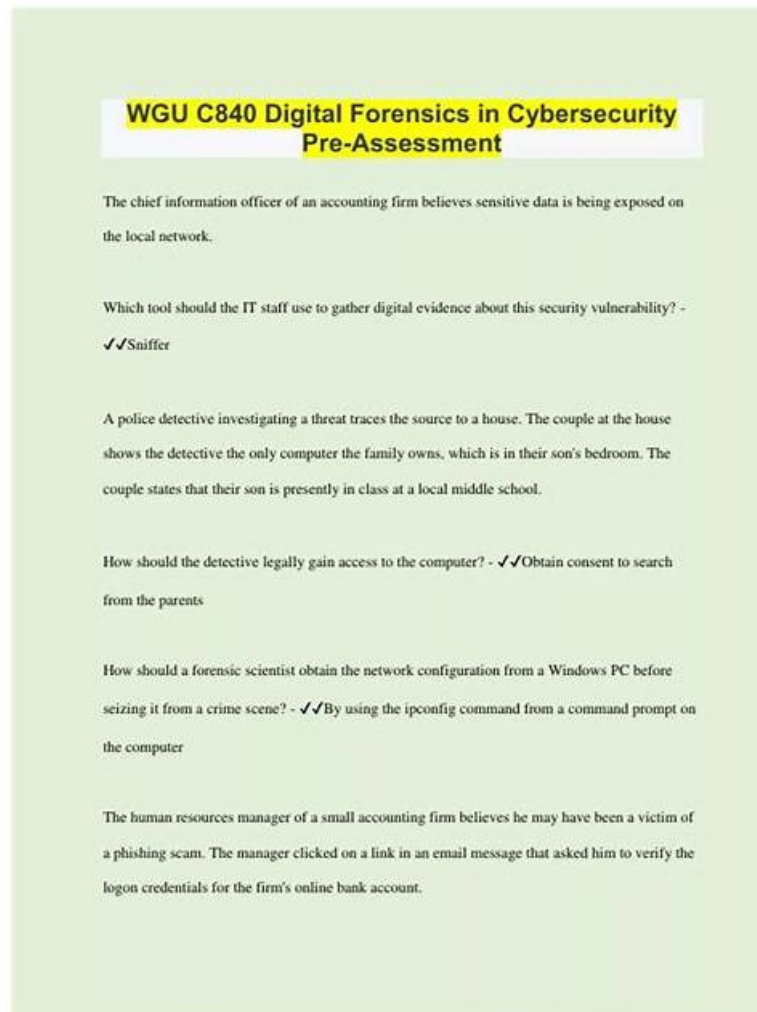 WGU C840 Digital Forensics in Cybersecurity
Pre-Assessment
The chief information officer of an accounting firm believes sensitive data is being exposed on
the local network.
Which tool should the IT staff use to gather digital evidence about this security vulnerability? -
✓✓Sniffer
A police detective investigating a threat traces the source to a house. The couple at the house
shows the detective the only computer the family owns, which is in their son's bedroom. The
couple states that their son is presently in class at a local middle school.
How should the detective legally gain access to the computer? - ✓✓Obtain consent to search
from the parents
How should a forensic scientist obtain the network configuration from a Windows PC before
seizing it from a crime scene? - ✓✓By using the ipconfig command from a command prompt on
the computer
The human resources manager of a small accounting firm believes he may have been a victim of
a phishing scam. The manager clicked on a link in an email message that asked him to verify the
logon credentials for the firm's online bank account.